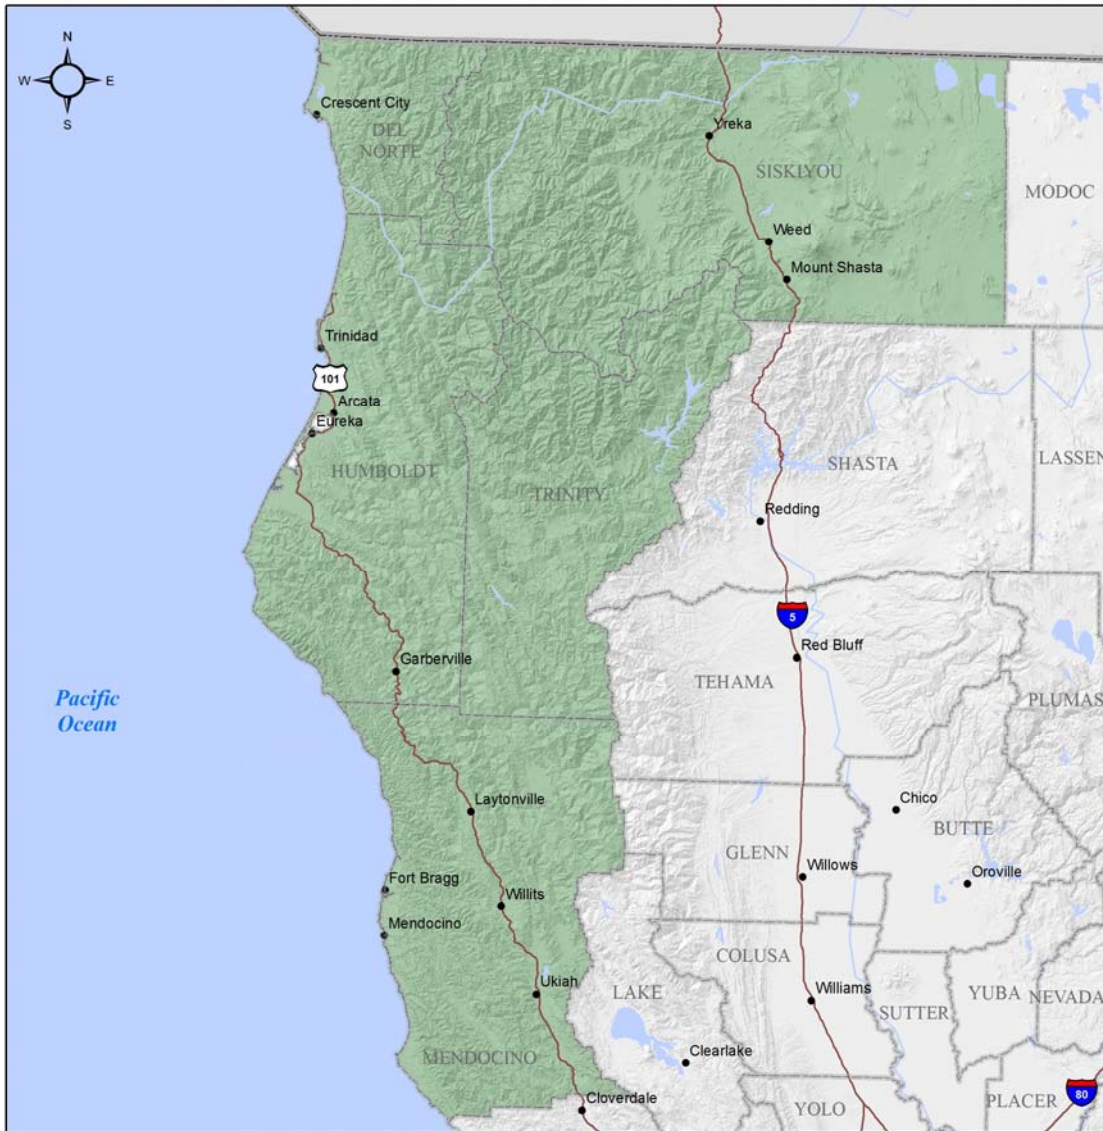 N
W E
S
Crescent City
DEL
NORTE
Yreka
SISKIYOU
MODOC
Weed
Mount Shasta
Trinidad
101
Arcata
Eureka
HUMBOLDT
TRINITY
SHASTA
LASSEN
Redding
5
Red Bluff
Garberville
TEHAMA
PLUMAS
Pacific
Ocean
Laytonville
Chico
BUTTE
GLENN
Willows
Oroville
Fort Bragg
Willits
Mendocino
COLUSA
Ukiah
LAKE
Williams
SUTTER
YUBA
NEVADA
MENDOCINO
Clearlake
Cloverdale
YOLO
PLACER
80